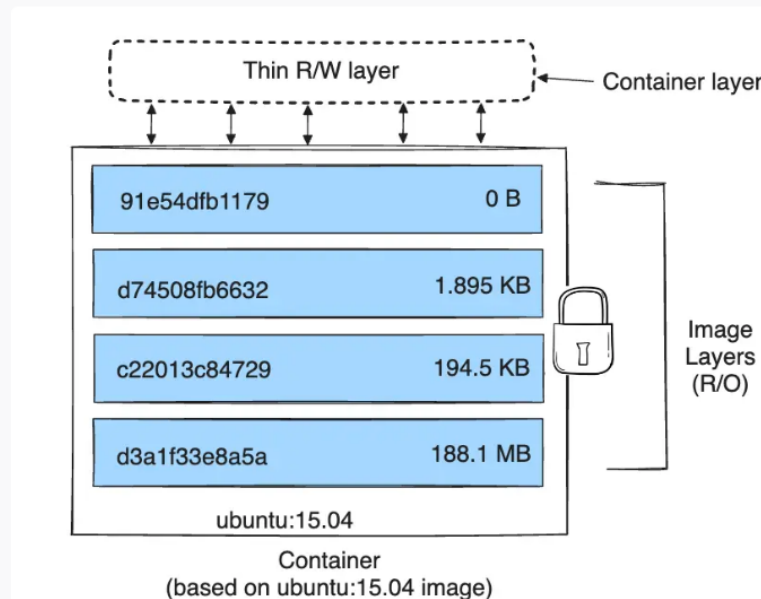 Thin R/W layer
Container layer
91e54dfb1179 0 B
d74508fb6632 1.895 KB
c22013c84729 194.5 KB
d3a1f33e8a5a 188.1 MB
Image
Layers
(R/O)
ubuntu:15.04
Container
(based on ubuntu:15.04 image)